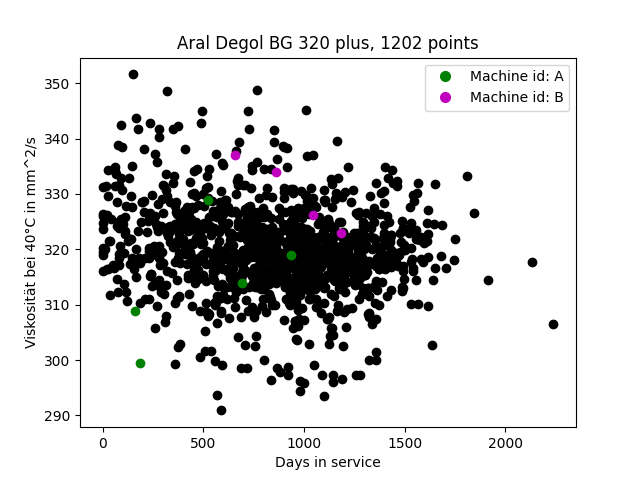 Aral Degol BG 320 plus, 1202 points
Machine id: A
Machine id: B
Viskosität bei 40°C in mm^2/s
350
340
330
320
310
300
290
0
500
1000
1500
2000
Days in service